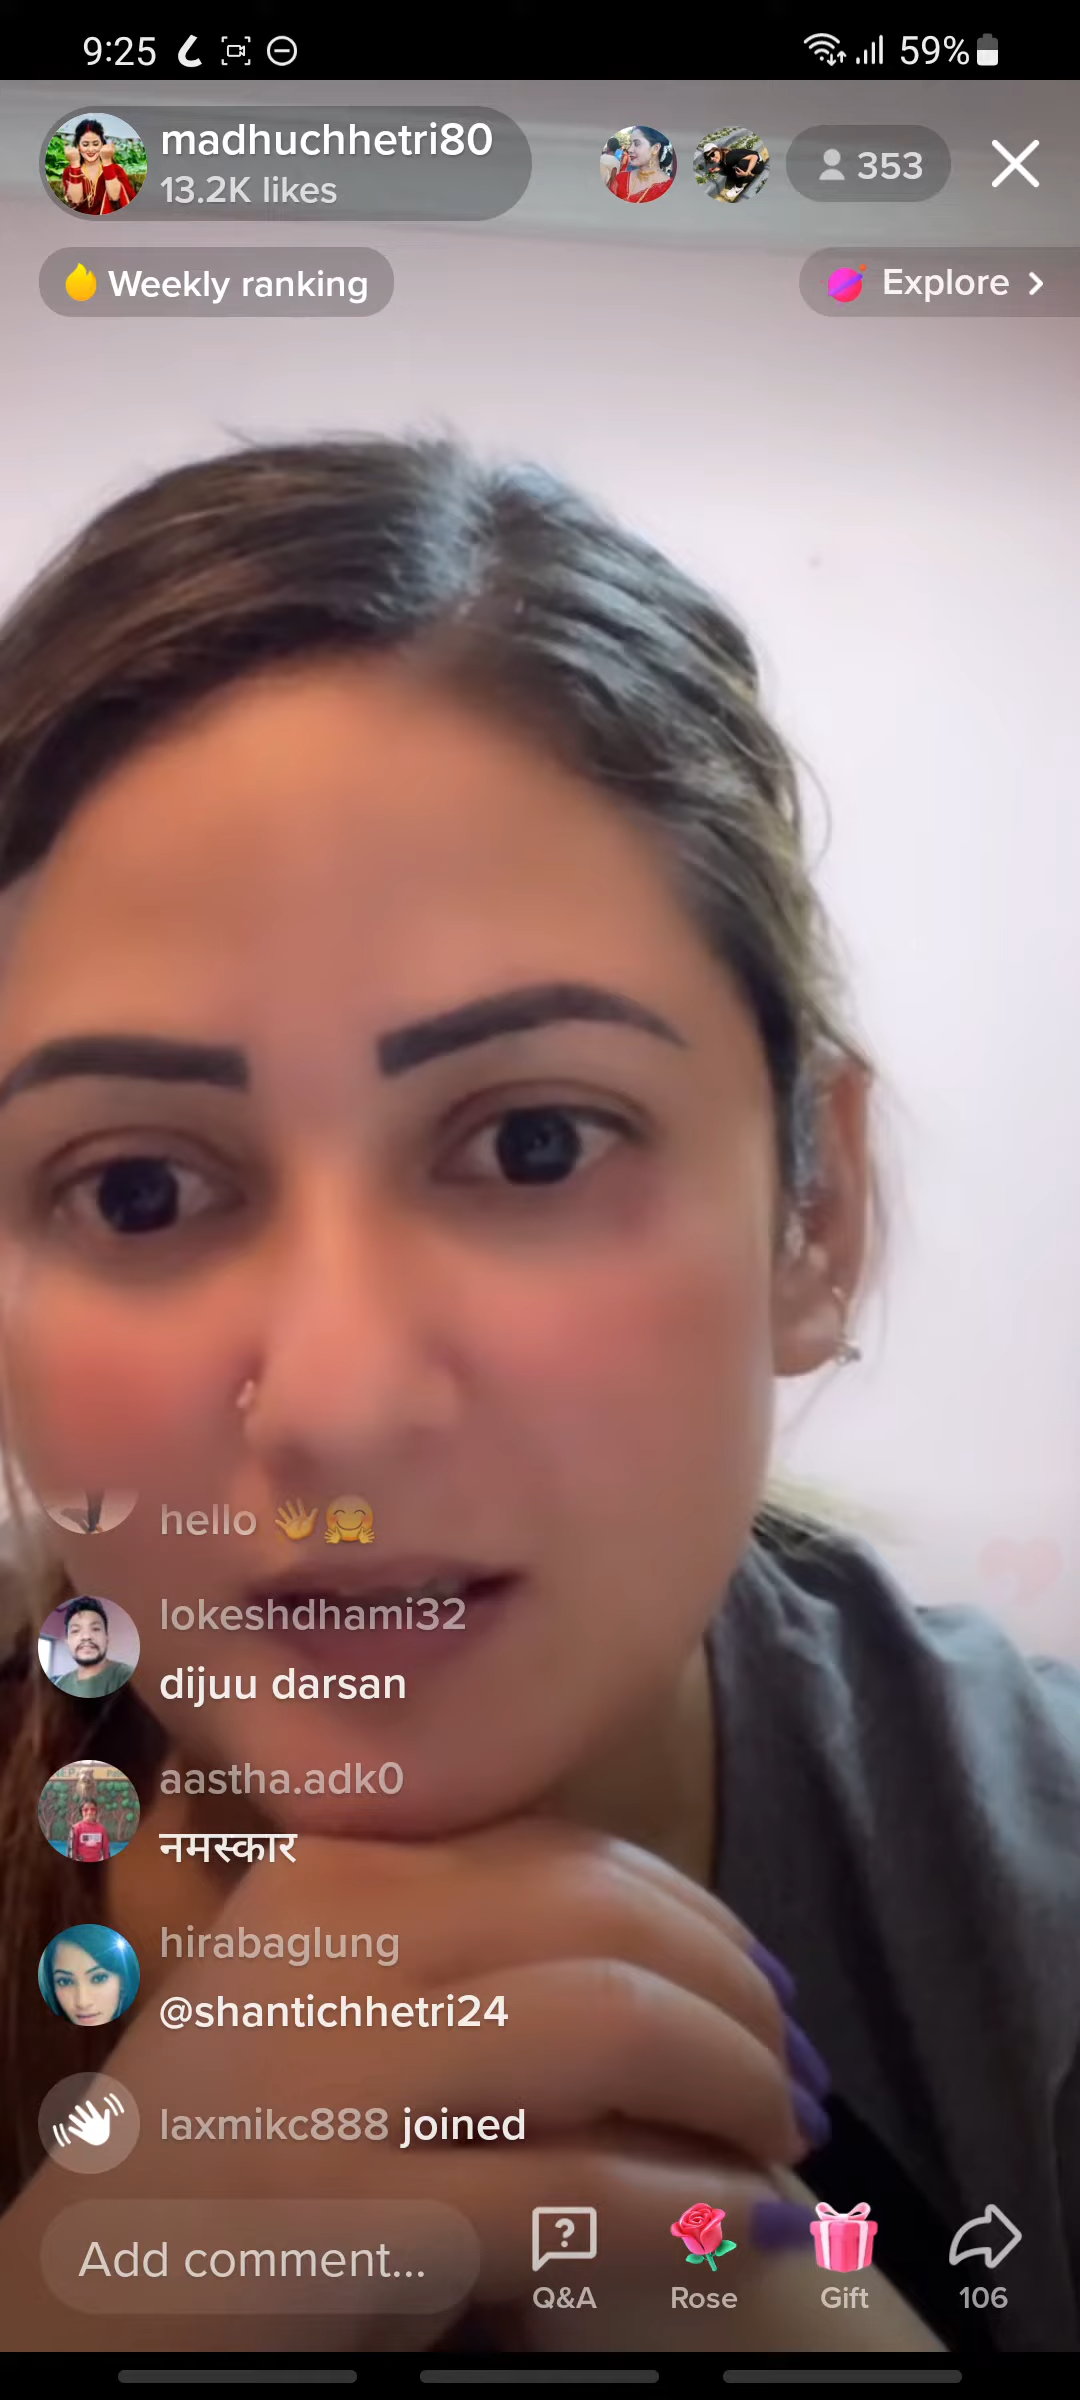 9:25
59%
madhuchhetri80
13.2K likes
353
Weekly ranking
Explore
hello 👋🤗
lokeshdhami32
dijuu darsan
aastha.adk0
नमस्कार
hirabaglung
@shantichhetri24
laxmikc888 joined
Add comment...
Q&A
Rose
Gift
106